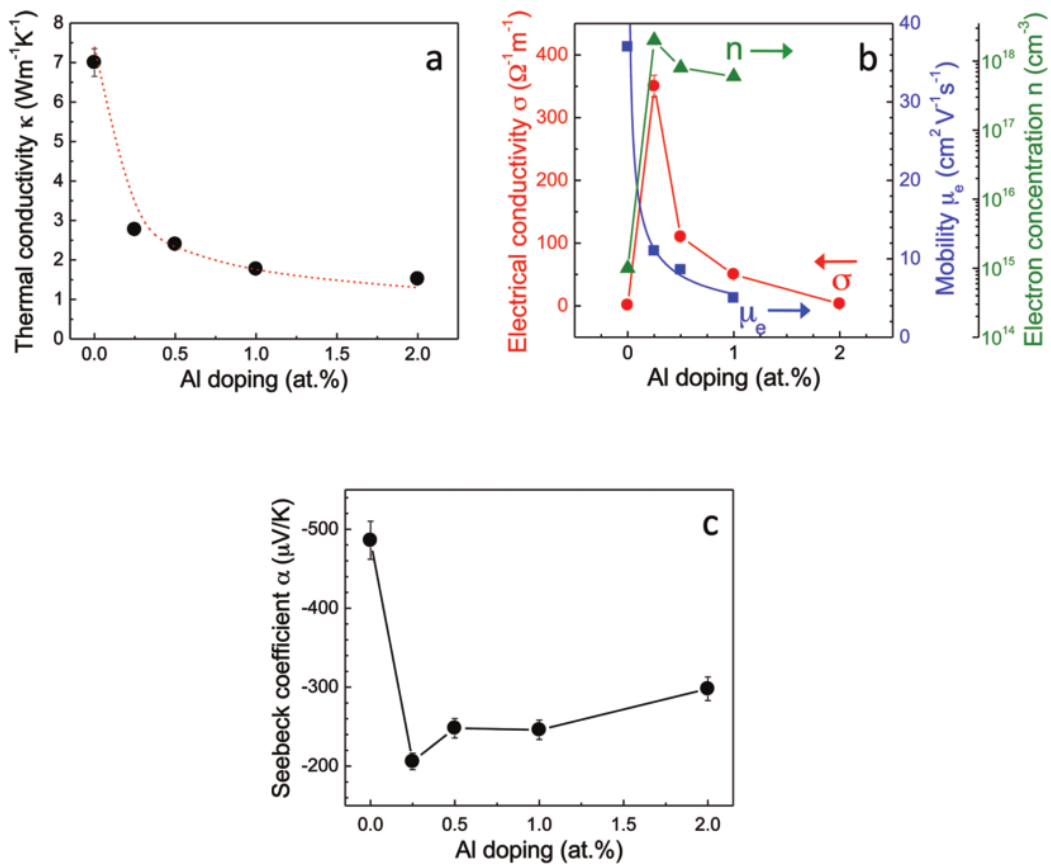 a
Thermal conductivity κ (Wm⁻¹K⁻¹)
8
7
6
5
4
3
2
1
0
0.0 0.5 1.0 1.5 2.0
Al doping (at.%)
b
Electrical conductivity σ (Ω⁻¹m⁻¹)
400
300
200
100
0
n
σ
μₑ
0 1 2
Al doping (at.%)
40
30
20
10
0
Mobility μₑ (cm² V⁻¹s⁻¹)
10¹⁸
10¹⁷
10¹⁶
10¹⁵
10¹⁴
Electron concentration n (cm⁻³)
c
Seebeck coefficient α (μV/K)
-500
-400
-300
-200
0.0 0.5 1.0 1.5 2.0
Al doping (at.%)